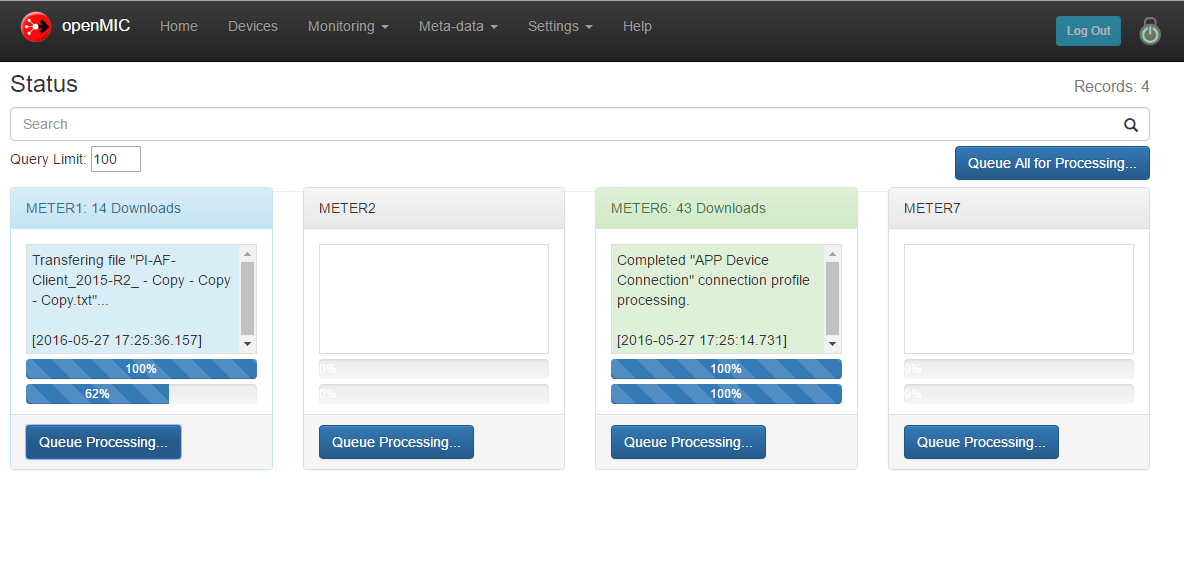 openMIC Home Devices Monitoring Meta-data Settings Help Log Out
Status
Records: 4
Search
Query Limit: 100
Queue All for Processing...
METER1: 14 Downloads
Transfering file "PI-AF-
Client_2015-R2_ - Copy - Copy
- Copy.txt"...
[2016-05-27 17:25:36.157]
100%
62%
Queue Processing...
METER2
0%
0%
Queue Processing...
METER6: 43 Downloads
Completed "APP Device
Connection" connection profile
processing.
[2016-05-27 17:25:14.731]
100%
100%
Queue Processing...
METER7
0%
0%
Queue Processing...